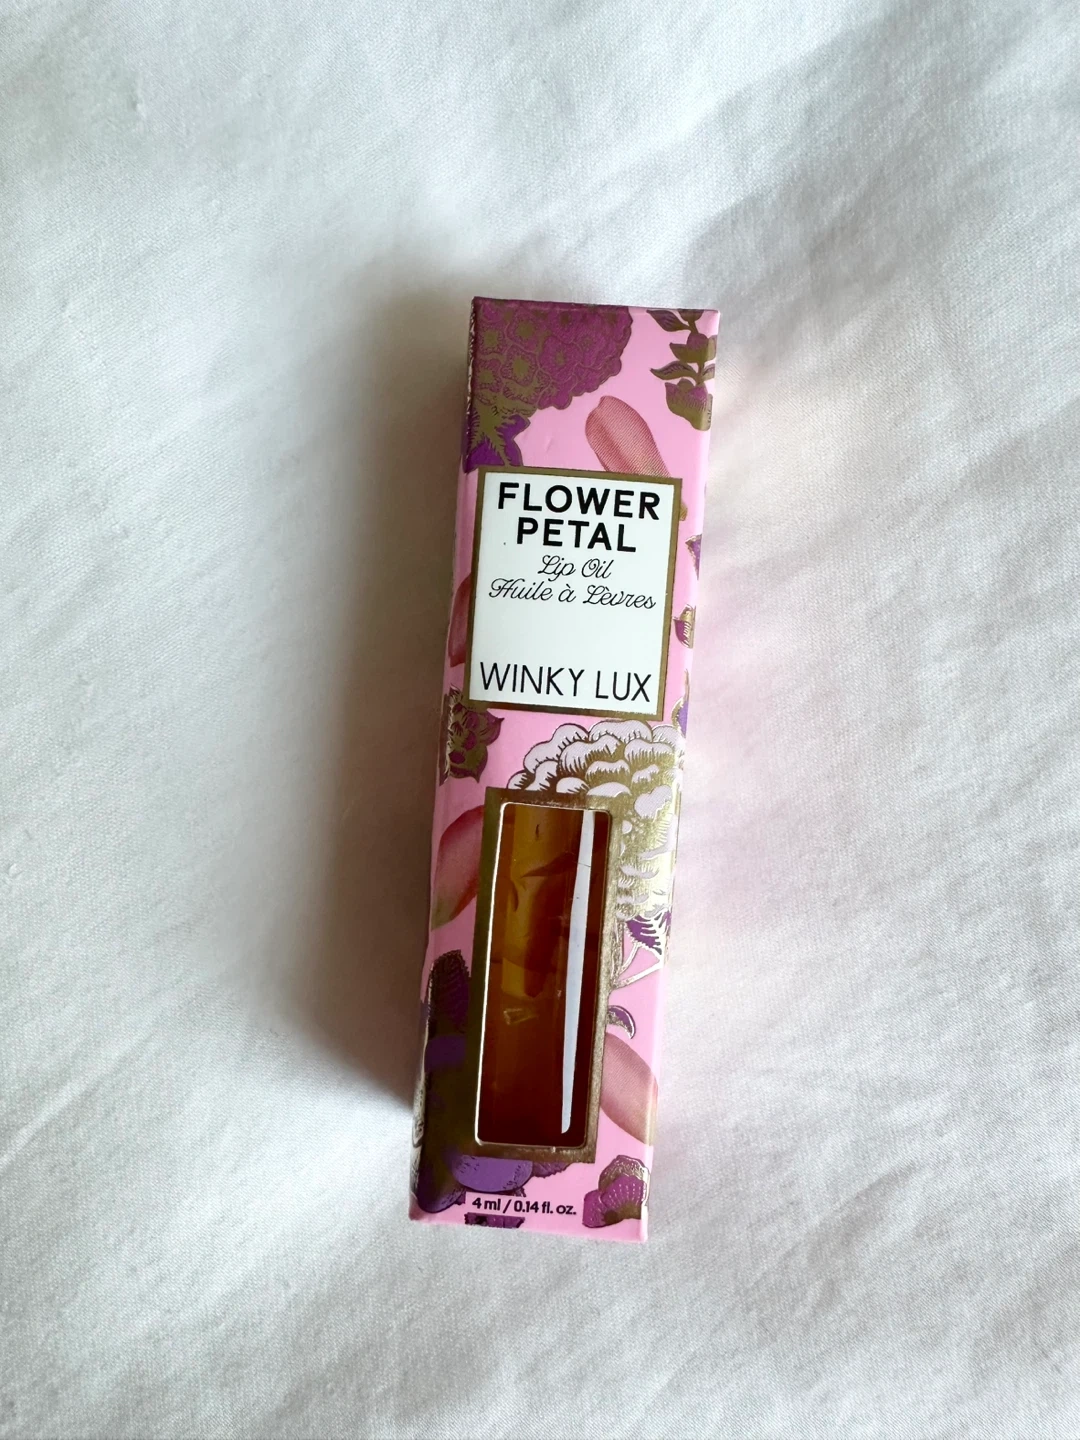 FLOWER
PETAL
Lip Oil
Huile à Lèvres
WINKY LUX
4 ml / 0.14 fl. oz.